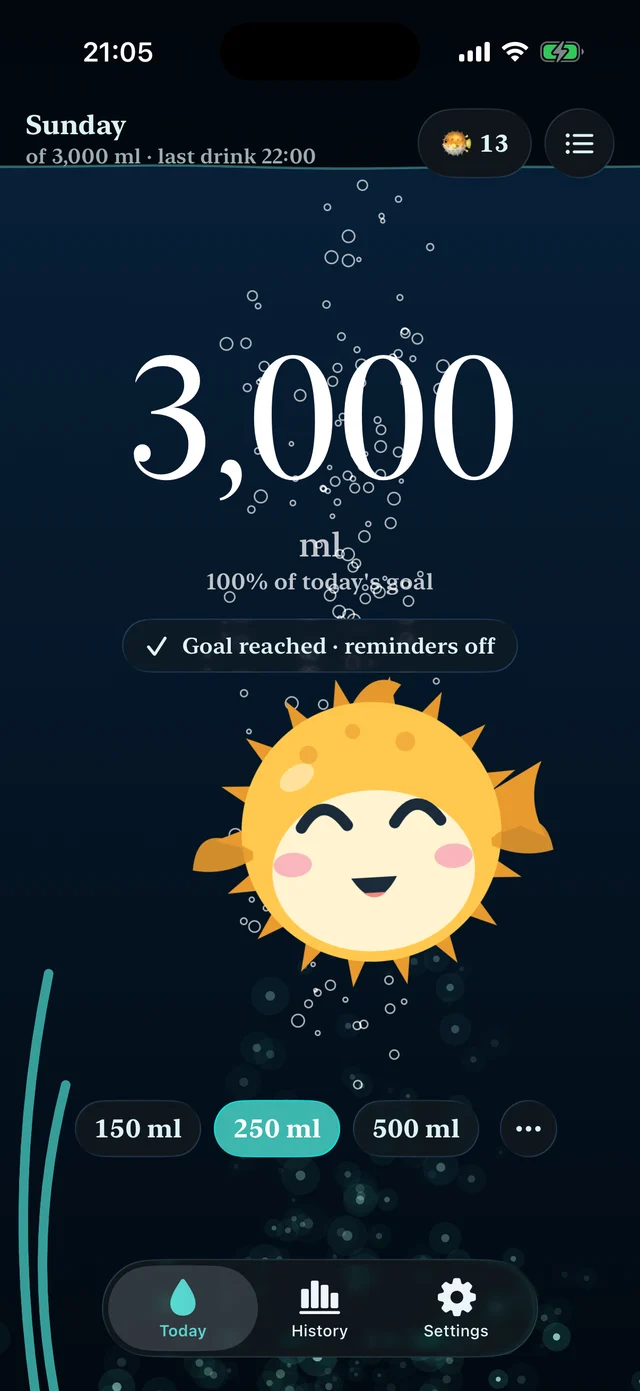 21:05
Sunday
of 3,000 ml · last drink 22:00
13
3,000
ml
100% of today's goal
Goal reached · reminders off
150 ml
250 ml
500 ml
Today
History
Settings